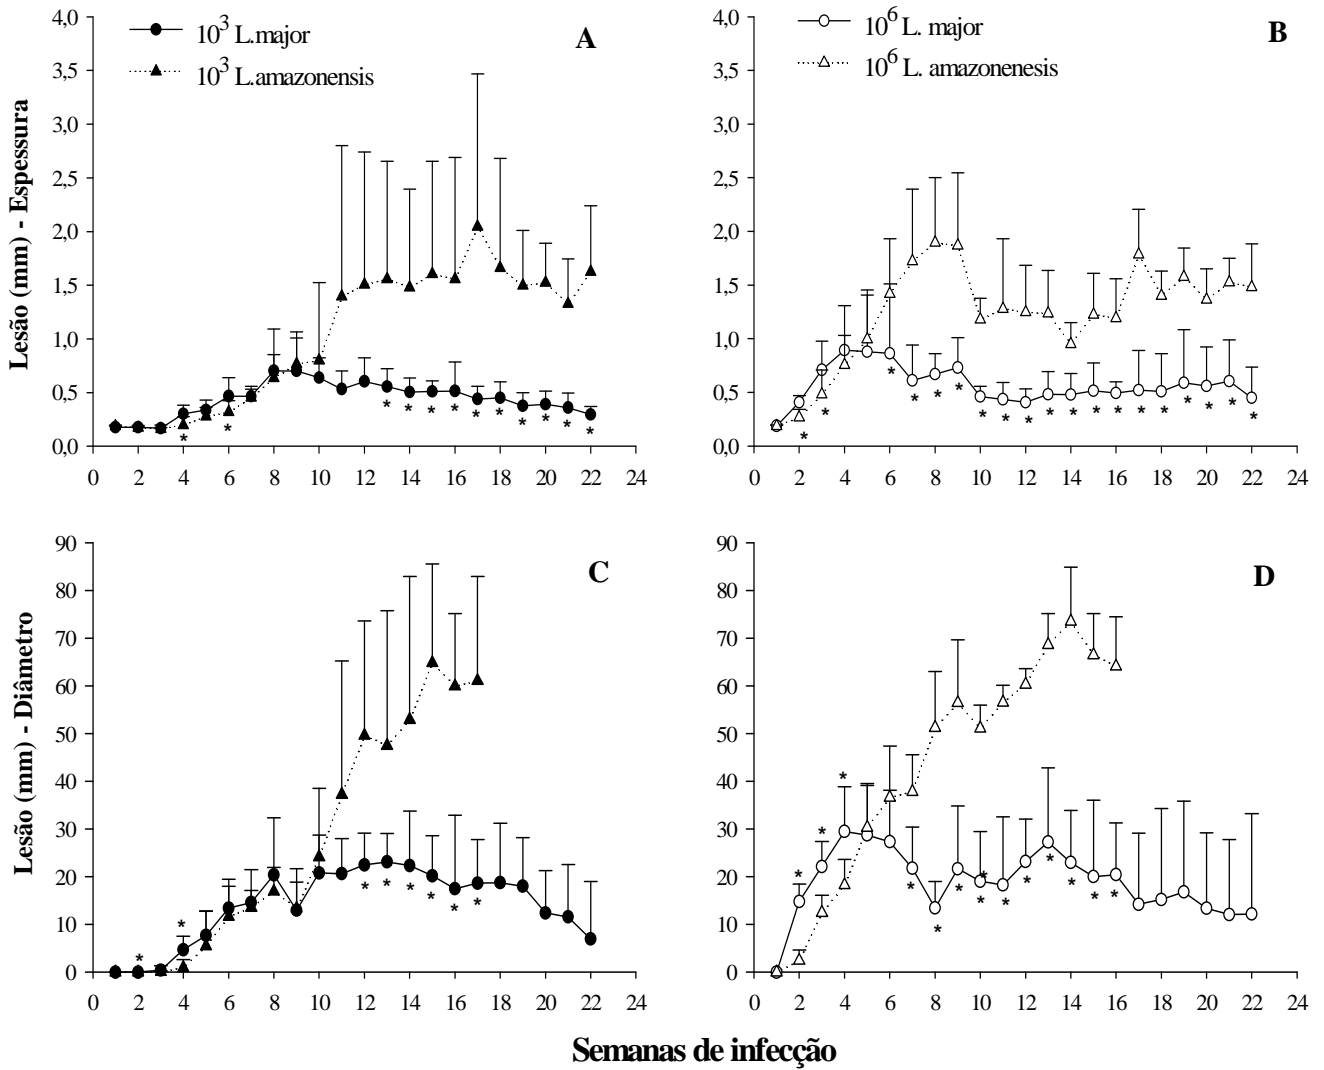 4,0
3,5
3,0
2,5
2,0
1,5
1,0
0,5
0,0
Lesão (mm) - Espessura
10³ L.major
10³ L.amazonensis
A
0 2 4 6 8 10 12 14 16 18 20 22 24
* * * * * * * * * * * *
4,0
3,5
3,0
2,5
2,0
1,5
1,0
0,5
0,0
10⁶ L. major
10⁶ L. amazonenesis
B
0 2 4 6 8 10 12 14 16 18 20 22 24
* * * * * * * * * * * * * * * * * * *
90
80
70
60
50
40
30
20
10
0
Lesão (mm) - Diâmetro
C
0 2 4 6 8 10 12 14 16 18 20 22 24
* * * * * * * *
90
80
70
60
50
40
30
20
10
0
D
0 2 4 6 8 10 12 14 16 18 20 22 24
* * * * * * * * * * * * * *
Semanas de infecção